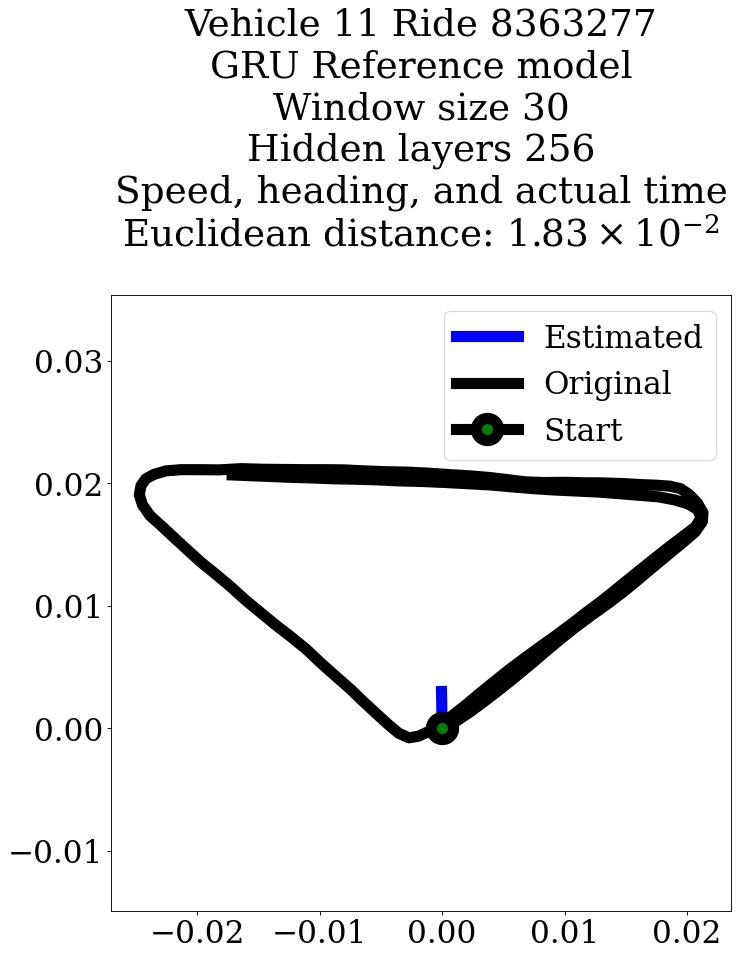 Vehicle 11 Ride 8363277
GRU Reference model
Window size 30
Hidden layers 256
Speed, heading, and actual time
Euclidean distance: 1.83 × 10⁻²
Estimated
Original
Start
0.03
0.02
0.01
0.00
−0.01
−0.02 −0.01 0.00 0.01 0.02